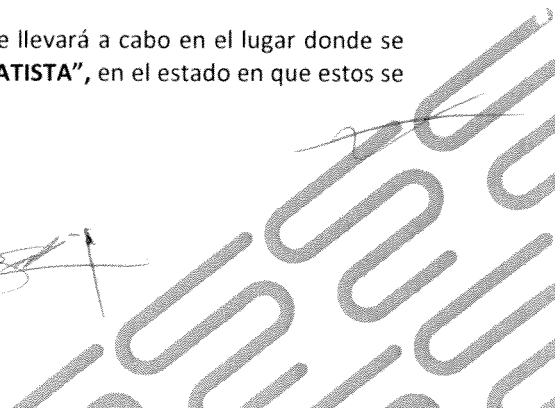 e llevará a cabo en el lugar donde se
ATISTA”, en el estado en que estos se